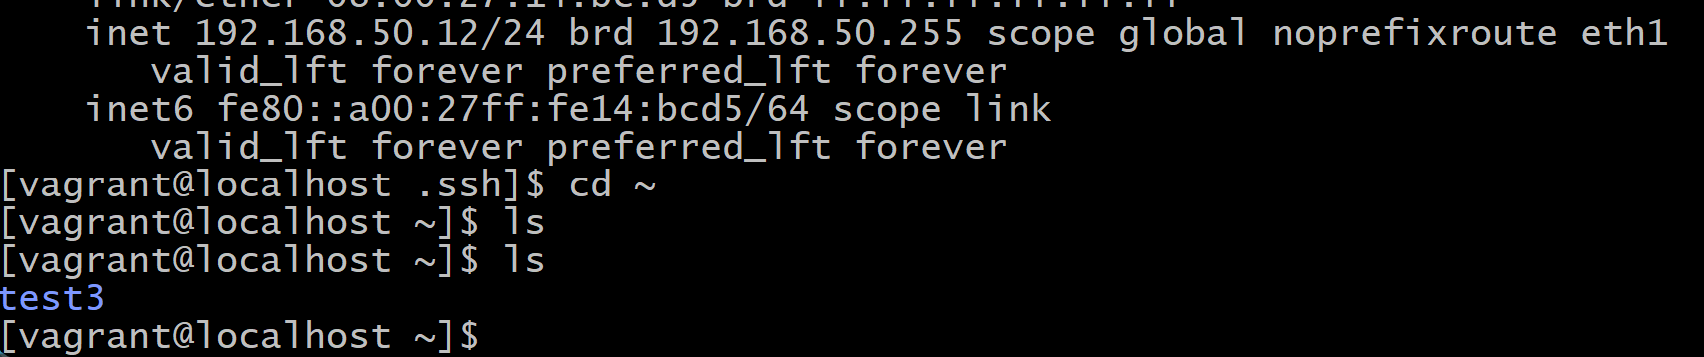 inet 192.168.50.12/24 brd 192.168.50.255 scope global noprefixroute eth1
valid_lft forever preferred_lft forever
inet6 fe80::a00:27ff:fe14:bcd5/64 scope link
valid_lft forever preferred_lft forever
[vagrant@localhost .ssh]$ cd ~
[vagrant@localhost ~]$ ls
[vagrant@localhost ~]$ ls
test3
[vagrant@localhost ~]$